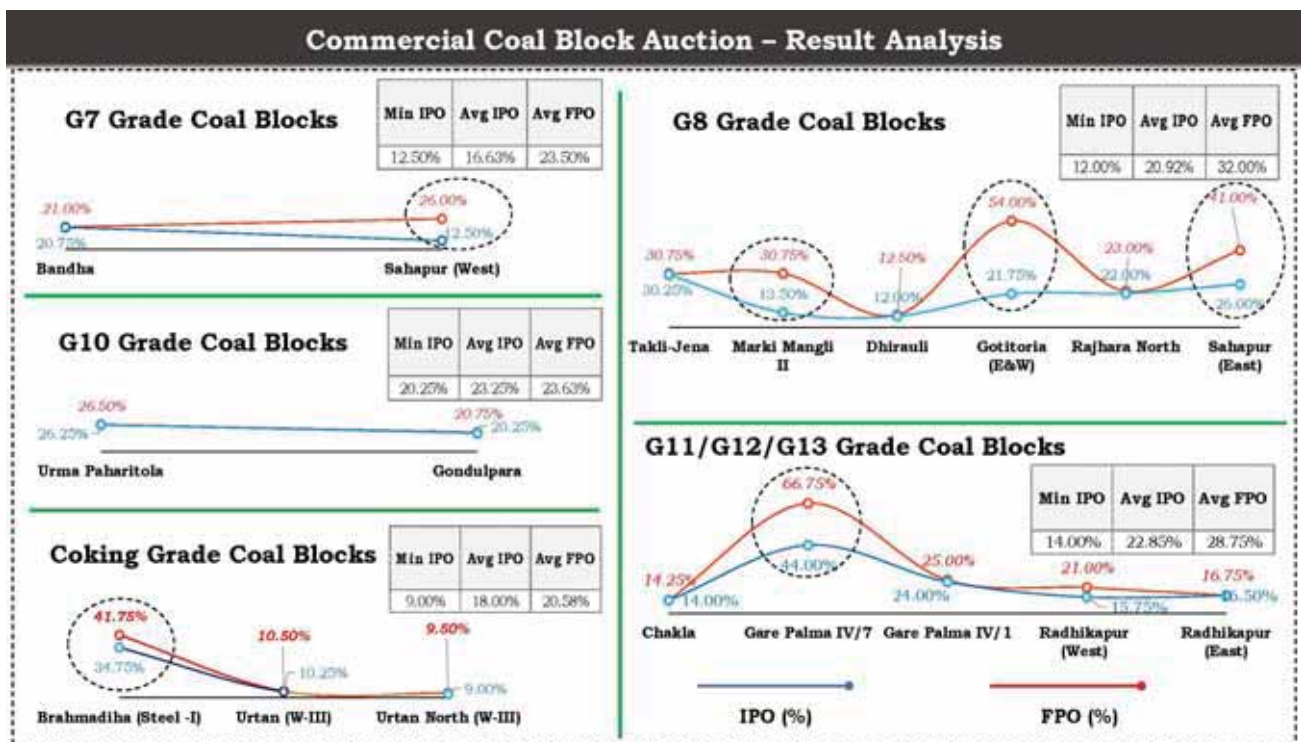 Commercial Coal Block Auction – Result Analysis
G7 Grade Coal Blocks
Min IPO Avg IPO Avg FPO
12.50% 16.63% 23.50%
21.00%
26.00%
20.75%
12.50%
Bandha Sahapur (West)
G10 Grade Coal Blocks
Min IPO Avg IPO Avg FPO
20.25% 23.25% 23.63%
26.50%
20.75%
26.25%
20.25%
Urma Paharitola Gondulpara
Coking Grade Coal Blocks
Min IPO Avg IPO Avg FPO
9.00% 18.00% 20.58%
41.75%
10.50%
9.50%
34.75%
10.25%
9.00%
Brahmadiha (Steel -I) Urtan (W-III) Urtan North (W-III)
G8 Grade Coal Blocks
Min IPO Avg IPO Avg FPO
12.00% 20.92% 32.00%
30.75% 30.75% 12.50% 54.00% 23.00% 41.00%
30.25% 13.50% 12.00% 21.75% 22.00% 26.00%
Takli-Jena Marki Mangli Dhirauli Gotitoria Rajhara North Sahapur
II (E&W) (East)
G11/G12/G13 Grade Coal Blocks
Min IPO Avg IPO Avg FPO
14.00% 22.85% 28.75%
14.25% 66.75% 25.00% 21.00% 16.75%
14.00% 44.00% 24.00% 15.75% 6.50%
Chakla Gare Palma IV/7 Gare Palma IV/1 Radhikapur Radhikapur
(West) (East)
IPO (%) FPO (%)